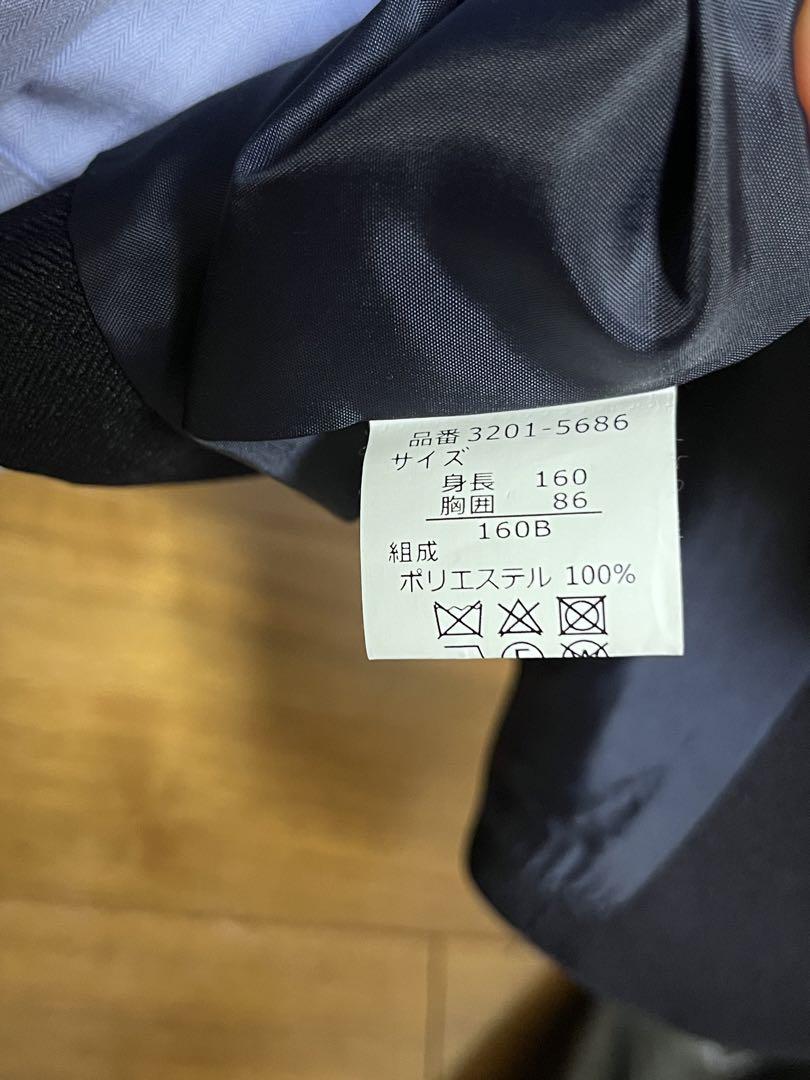 品番 3201-5686
サイズ
身長 160
胸囲 86
160B
組成
ポリエステル 100%